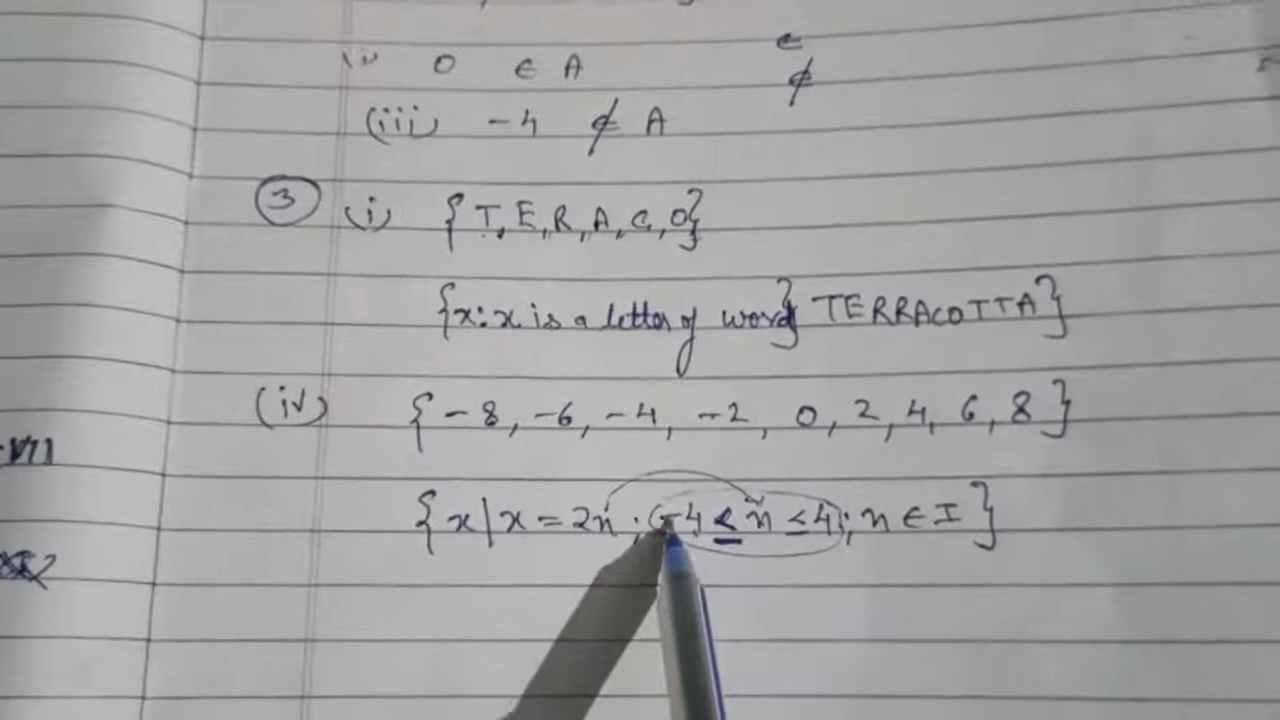 0 ∈ A
∈
∉
(iii) -4 ∉ A
3 (i) {T, E, R, A, C, O}
{x: x is a letter of word} TERRACOTTA}
(iv) {-8, -6, -4, -2, 0, 2, 4, 6, 8}
{x | x = 2n ; -4 ≤ n ≤ 4 ; n ∈ I}